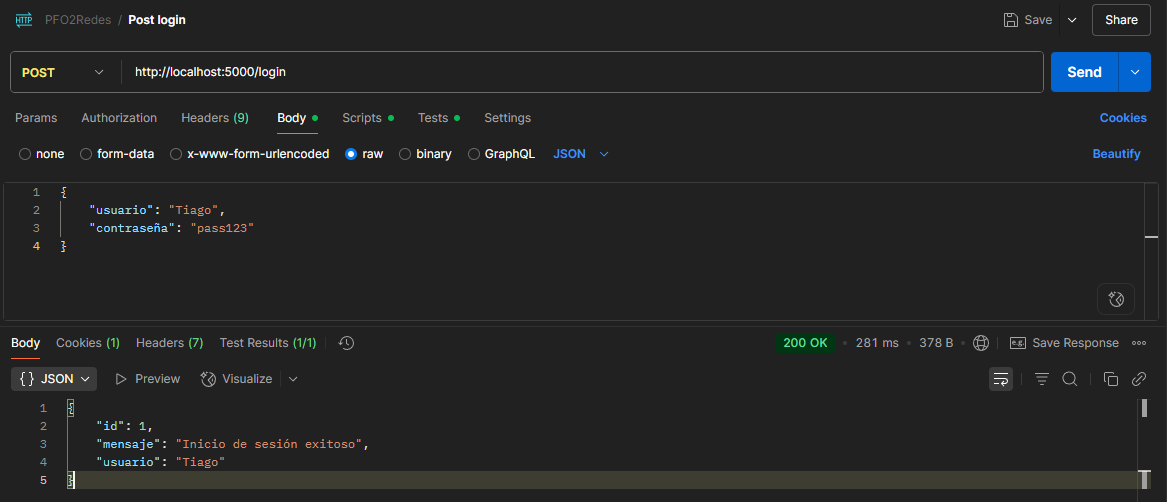 HTTP PFO2Redes / Post login Save Share
POST http://localhost:5000/login Send
Params Authorization Headers (9) Body Scripts Tests Settings Cookies
none form-data x-www-form-urlencoded raw binary GraphQL JSON Beautify
1 {
2 "usuario": "Tiago",
3 "contraseña": "pass123"
4 }
Body Cookies (1) Headers (7) Test Results (1/1) 200 OK • 281 ms • 378 B • e.g. Save Response
{} JSON Preview Visualize
1 {
2 "id": 1,
3 "mensaje": "Inicio de sesión exitoso",
4 "usuario": "Tiago"
5 }